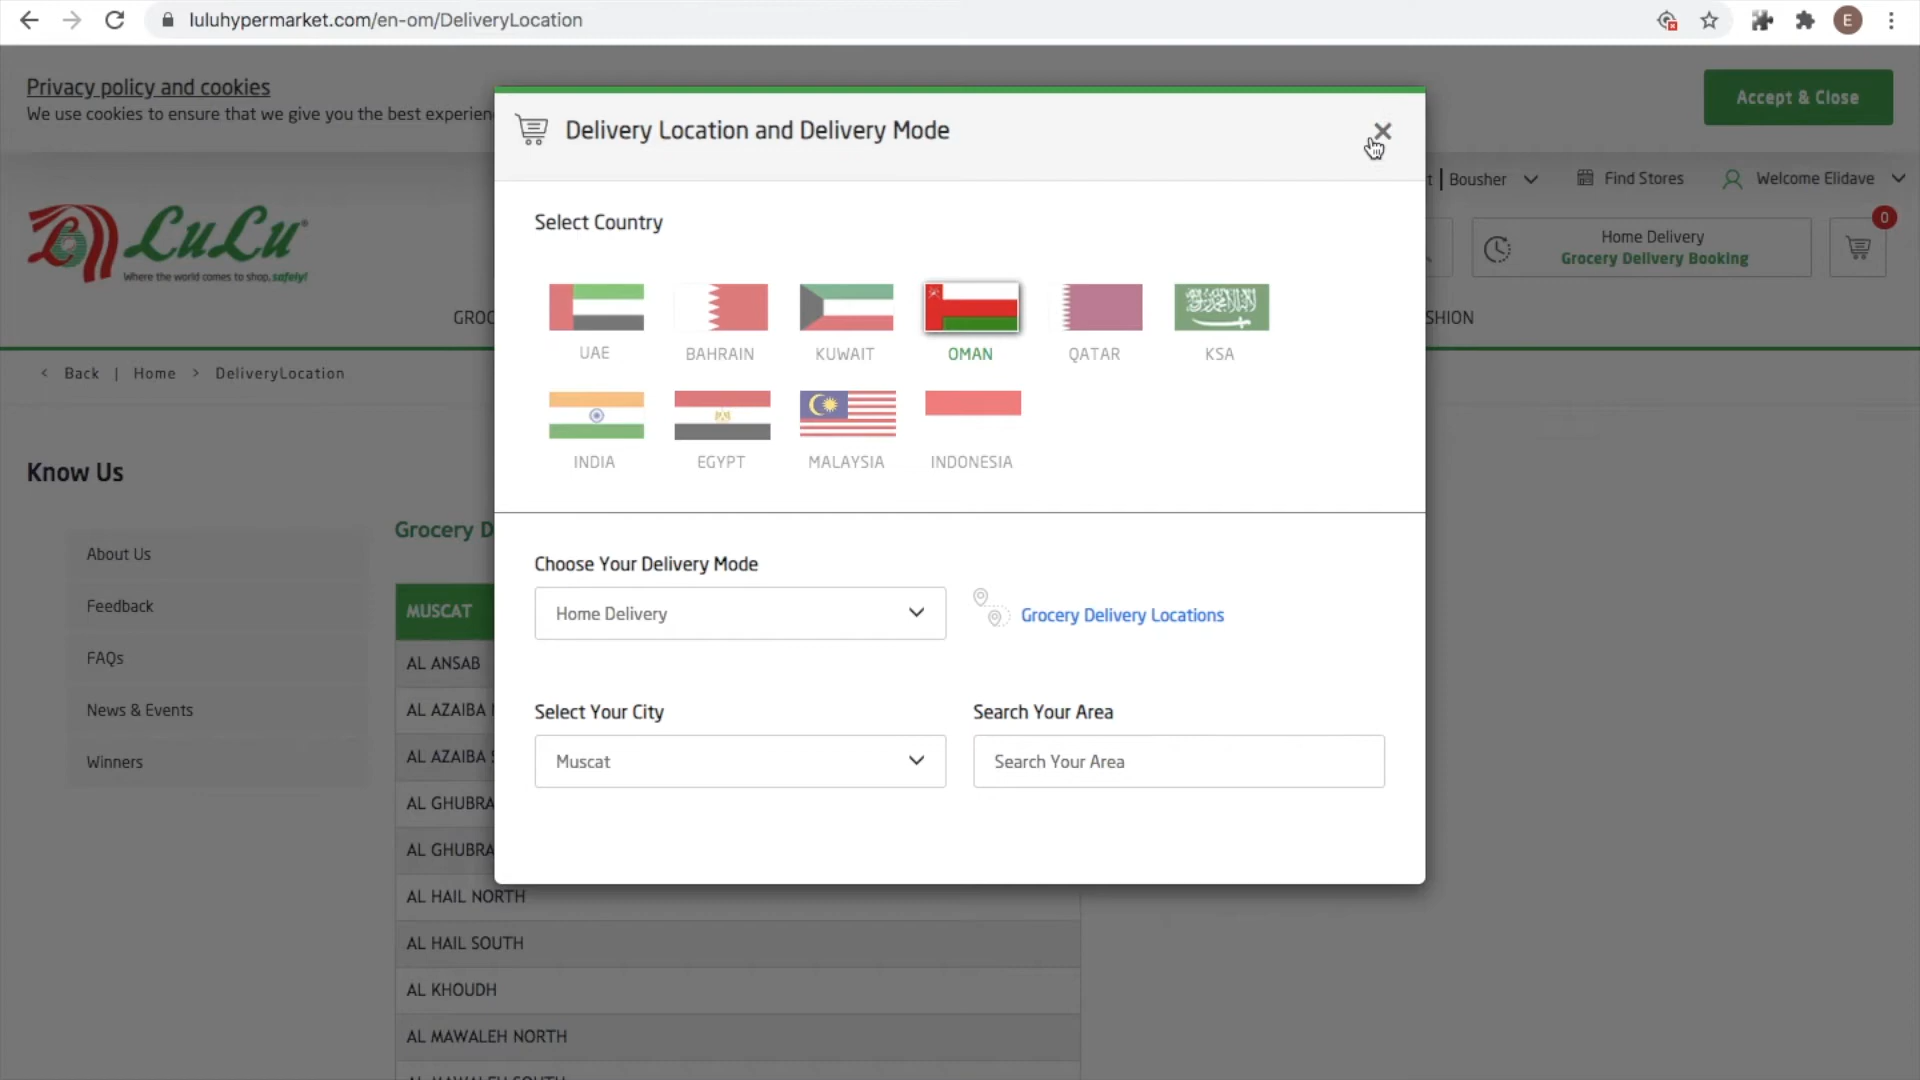 luluhypermarket.com/en-om/DeliveryLocation
E
Privacy policy and cookies
We use cookies to ensure that we give you the best experien
Accept & Close
Delivery Location and Delivery Mode
Bousher
Find Stores
Welcome Elidave
LuLu
Where the world comes to shop, safely!
Home Delivery
Grocery Delivery Booking
0
GROC
SHION
< Back | Home > DeliveryLocation
Select Country
UAE
BAHRAIN
KUWAIT
OMAN
QATAR
KSA
INDIA
EGYPT
MALAYSIA
INDONESIA
Know Us
About Us
Feedback
FAQs
News & Events
Winners
Grocery D
MUSCAT
AL ANSAB
AL AZAIBA
AL AZAIBA
AL GHUBRA
AL GHUBRA
AL HAIL NORTH
AL HAIL SOUTH
AL KHOUDH
AL MAWALEH NORTH
Choose Your Delivery Mode
Home Delivery
Grocery Delivery Locations
Select Your City
Muscat
Search Your Area
Search Your Area